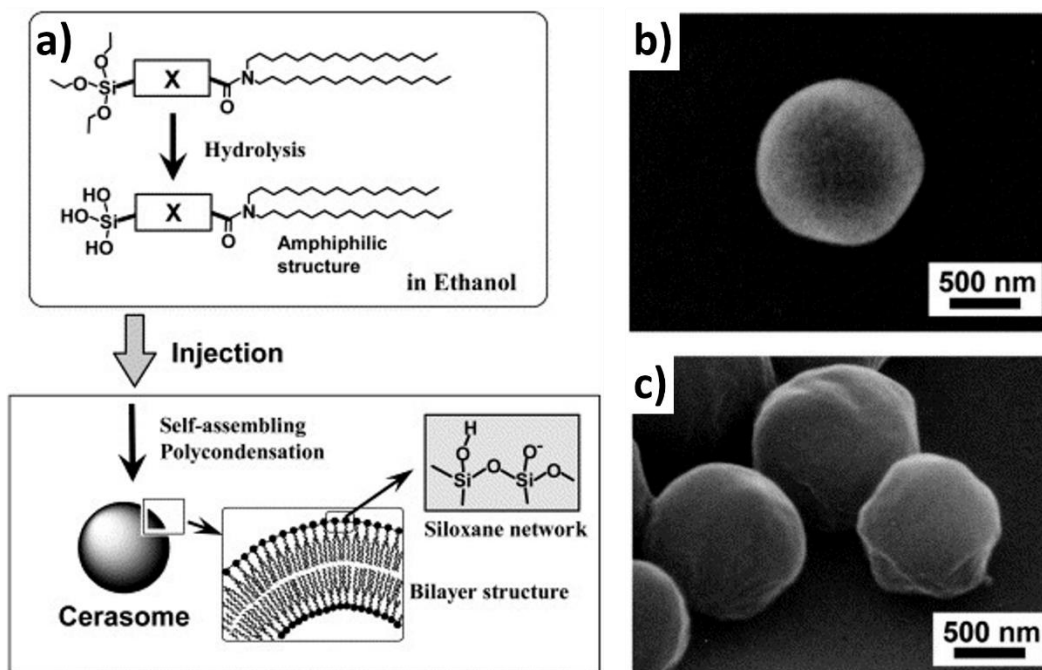 a)
O
O
Si
O
X
N
O
Hydrolysis
HO
HO
Si
HO
X
N
O
Amphiphilic
structure
in Ethanol
Injection
Self-assembling
Polycondensation
H
O
O⁻
Si
O
Si
O
Siloxane network
Bilayer structure
Cerasome
b)
500 nm
c)
500 nm